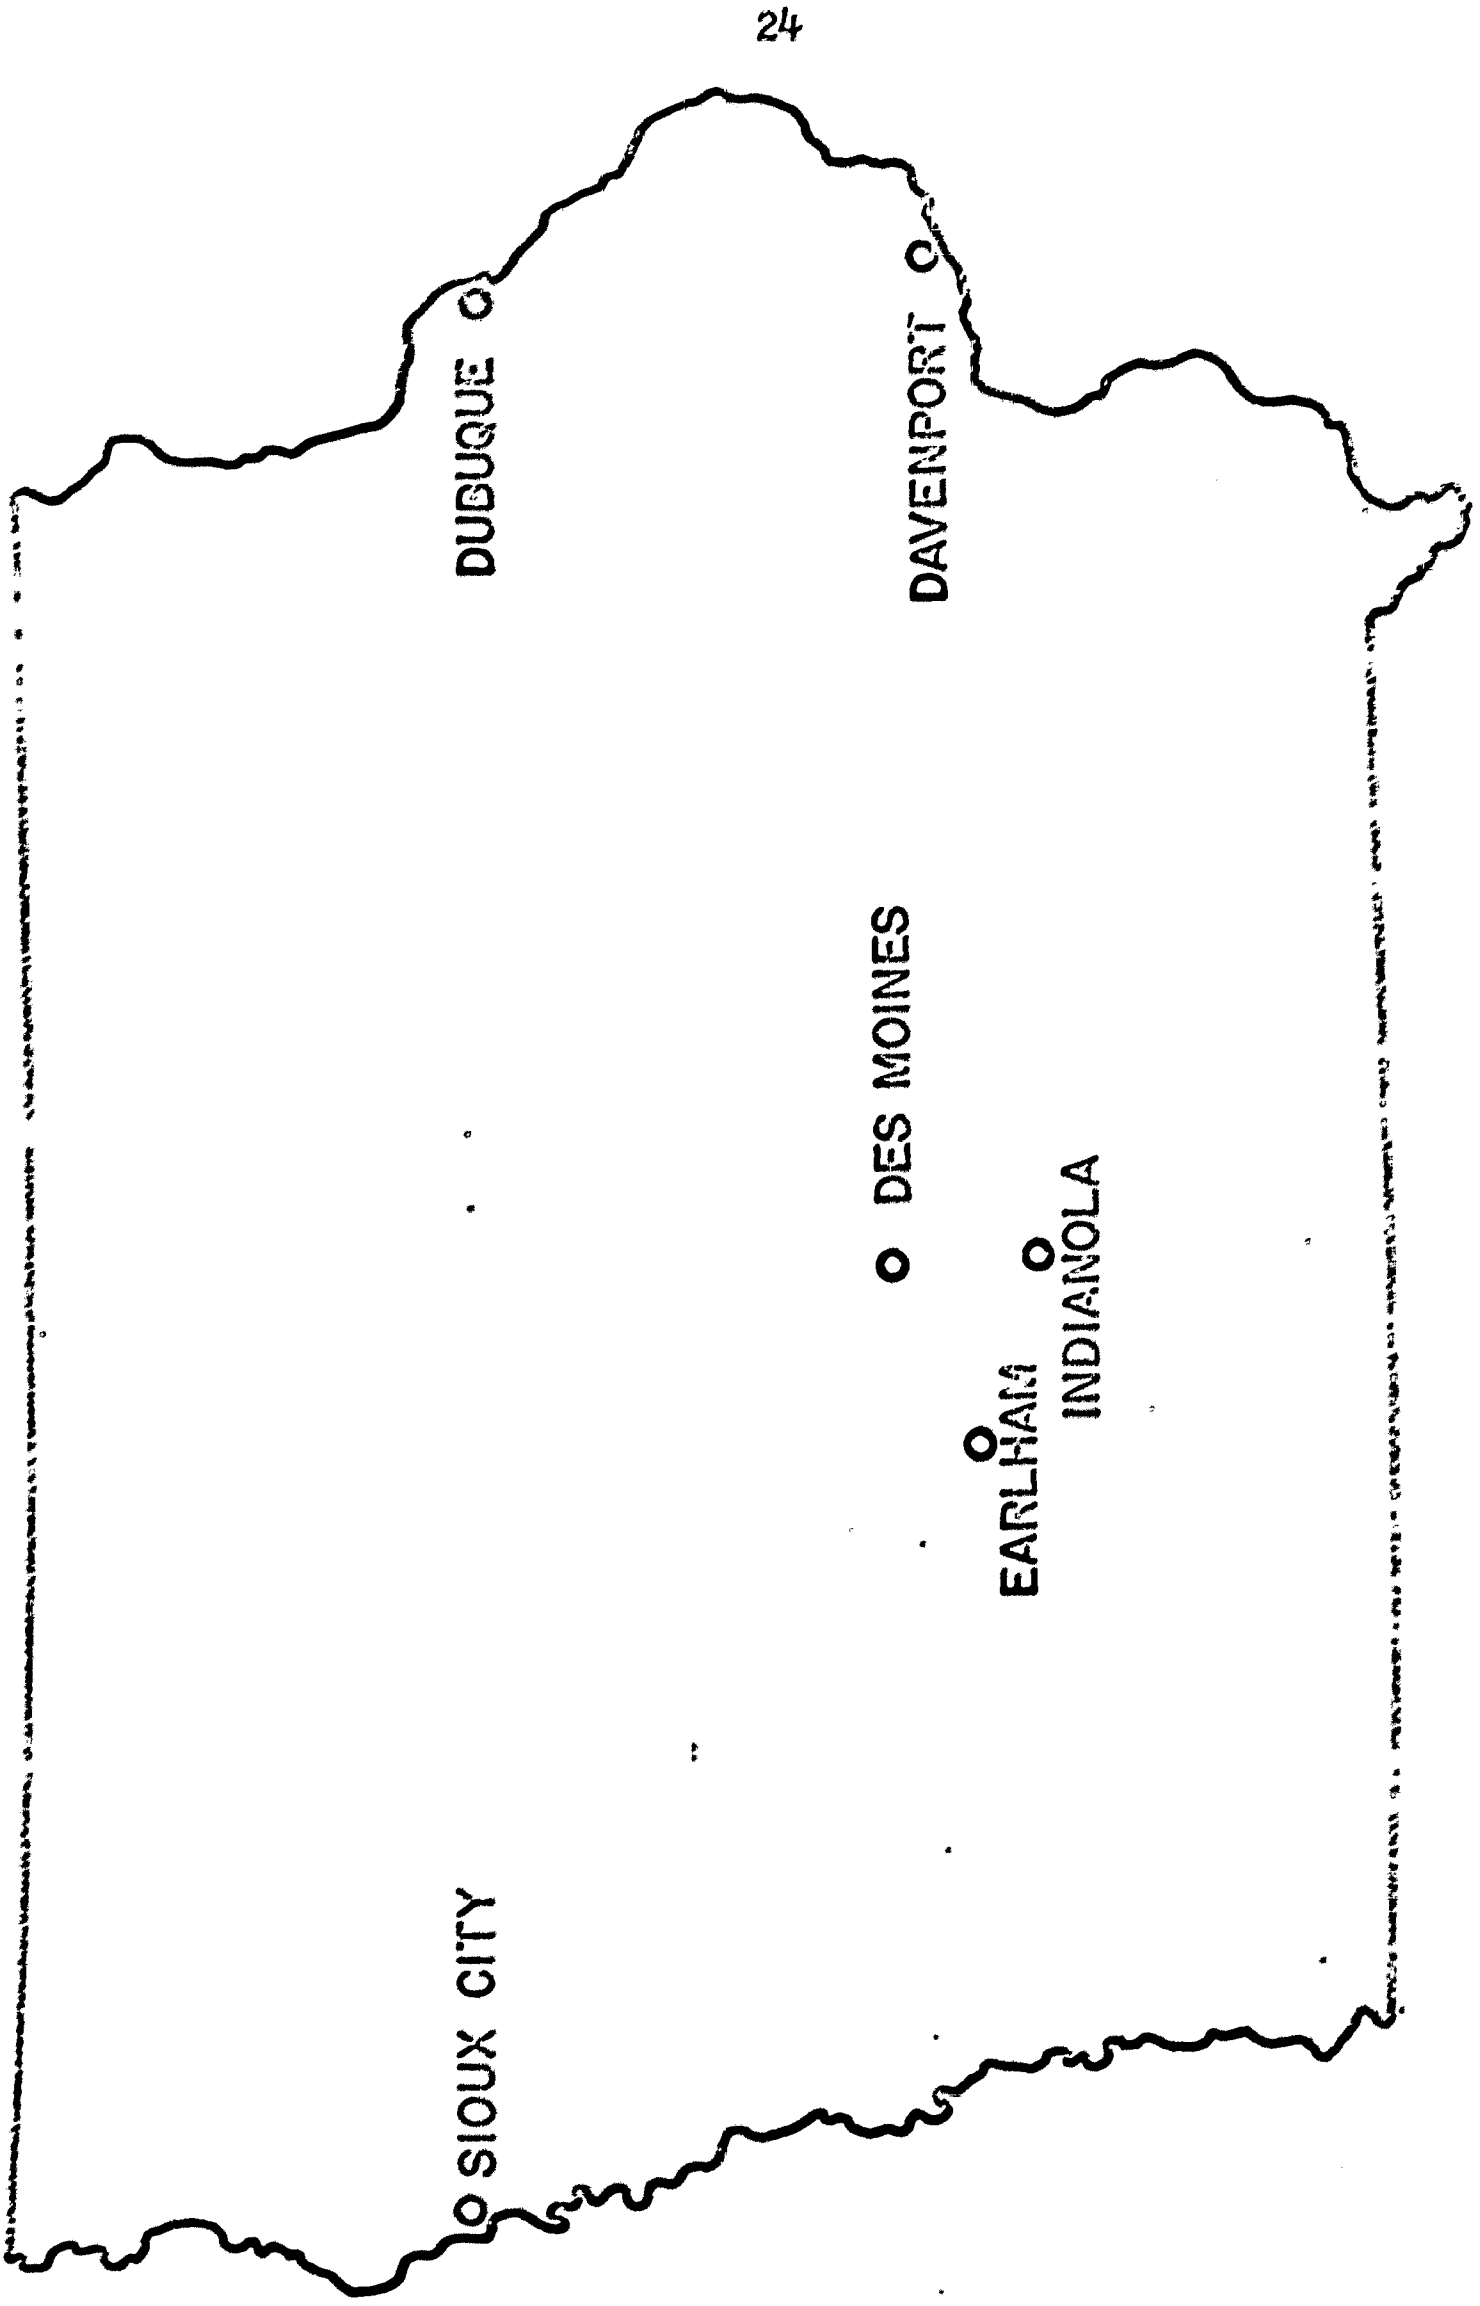 24
SIOUX CITY
DUBUQUE
DES MOINES
DAVENPORT
EARLHAM
INDIANOLA